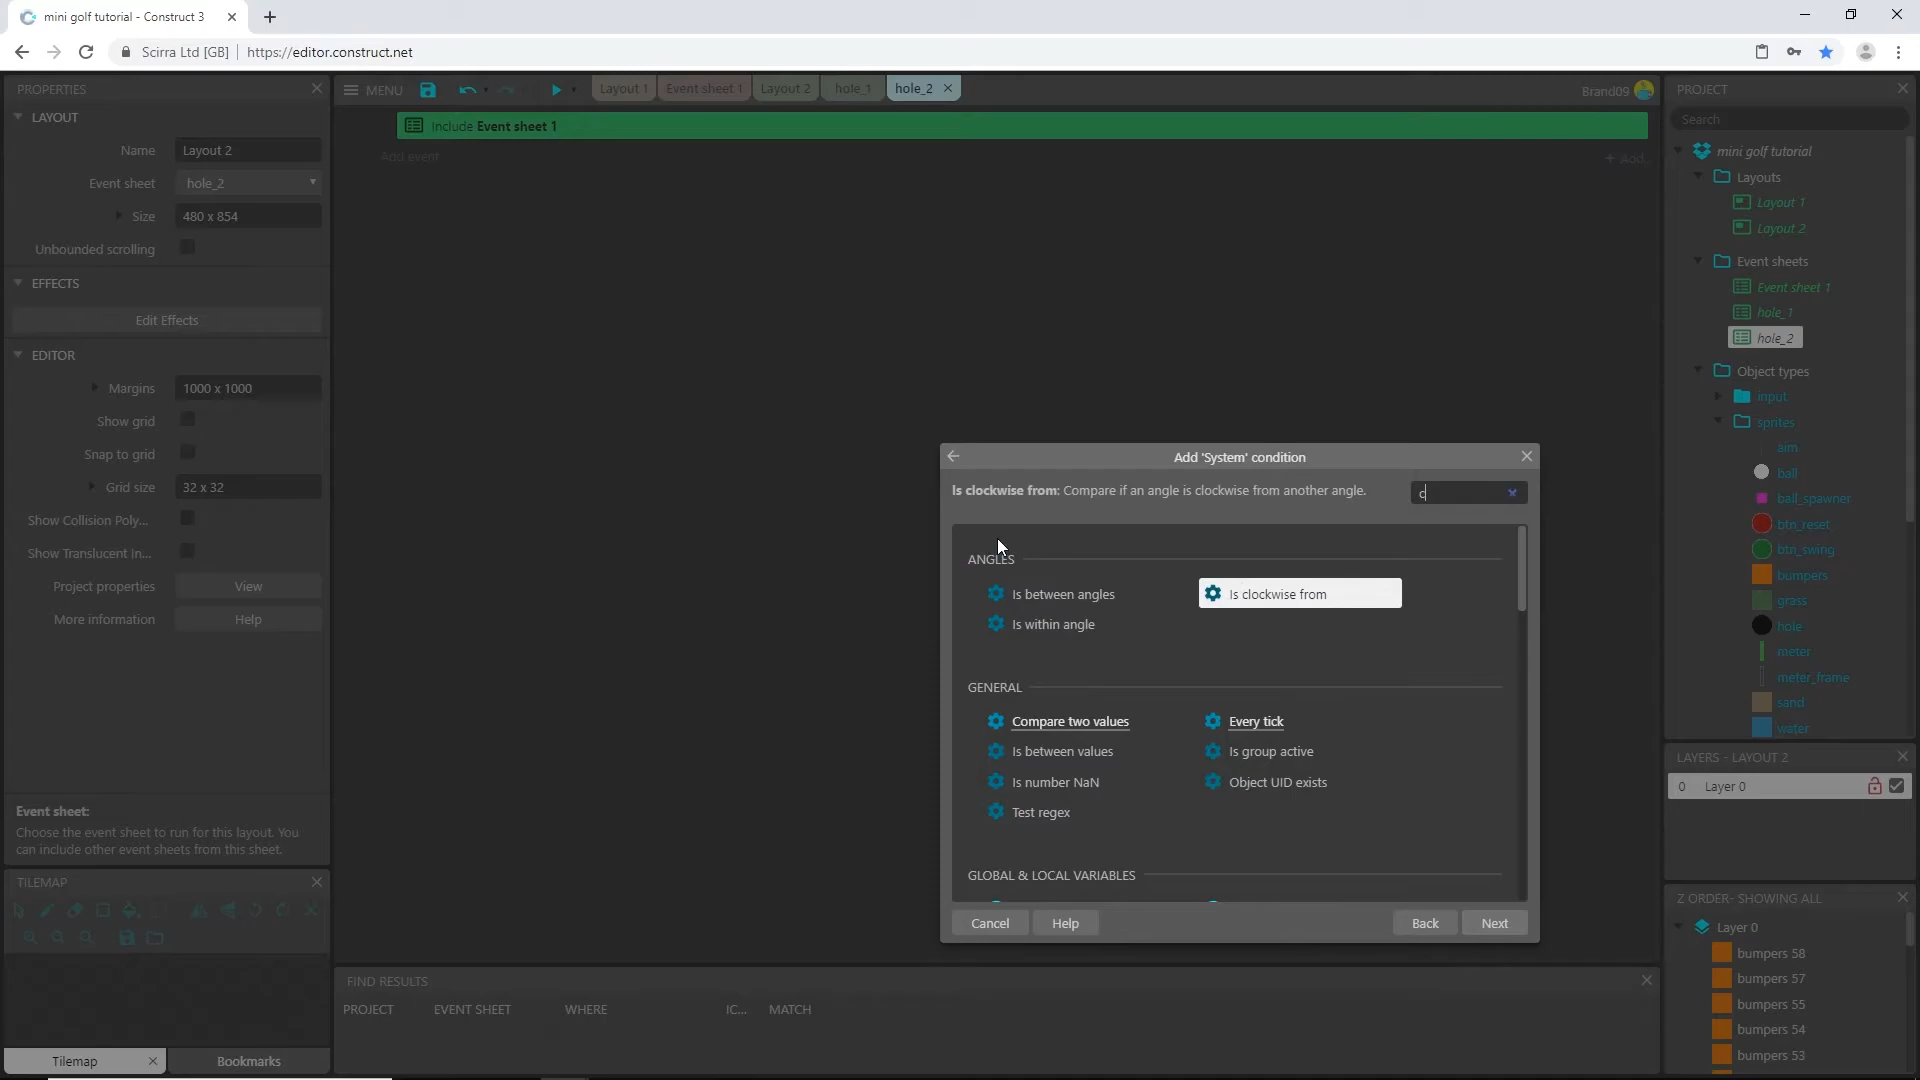 mini golf tutorial - Construct 3
Scirra Ltd [GB]
https://editor.construct.net
PROPERTIES
LAYOUT
Name
Layout 2
Event sheet
hole_2
Size
480 x 854
Unbounded scrolling
EFFECTS
Edit Effects
EDITOR
Margins
1000 x 1000
Show grid
Snap to grid
Grid size
32 x 32
Show Collision Poly...
Show Translucent In...
Project properties
View
More information
Help
Event sheet:
Choose the event sheet to run for this layout. You
can include other event sheets from this sheet.
TILEMAP
Tilemap
Bookmarks
MENU
Layout 1
Event sheet 1
Layout 2
hole_1
hole_2
Brand09
Include Event sheet 1
Add event
+ Add...
Add 'System' condition
Is clockwise from: Compare if an angle is clockwise from another angle.
c
ANGLES
Is between angles
Is clockwise from
Is within angle
GENERAL
Compare two values
Every tick
Is between values
Is group active
Is number NaN
Object UID exists
Test regex
GLOBAL & LOCAL VARIABLES
Cancel
Help
Back
Next
FIND RESULTS
PROJECT
EVENT SHEET
WHERE
IC...
MATCH
PROJECT
Search
mini golf tutorial
Layouts
Layout 1
Layout 2
Event sheets
Event sheet 1
hole_1
hole_2
Object types
input
sprites
aim
ball
ball_spawner
btn_reset
btn_swing
bumpers
grass
hole
meter
meter_frame
sand
water
LAYERS - LAYOUT 2
0
Layer 0
Z ORDER- SHOWING ALL
Layer 0
bumpers 58
bumpers 57
bumpers 55
bumpers 54
bumpers 53